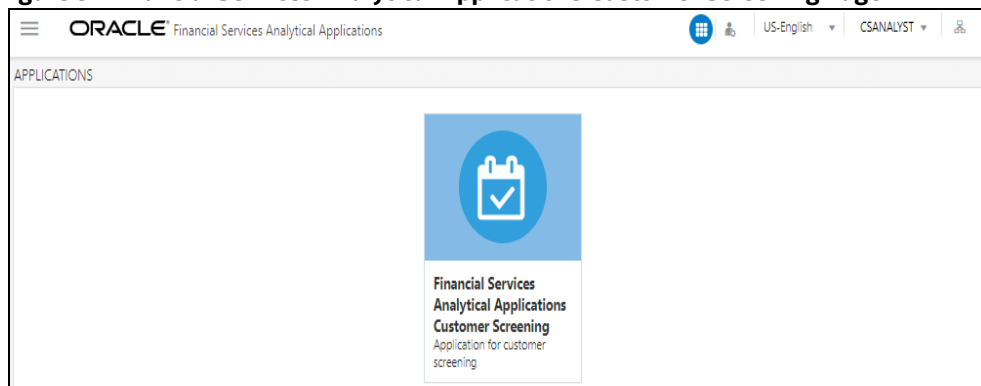 ORACLE® Financial Services Analytical Applications
US-English
CSANALYST
APPLICATIONS
Financial Services
Analytical Applications
Customer Screening
Application for customer
screening